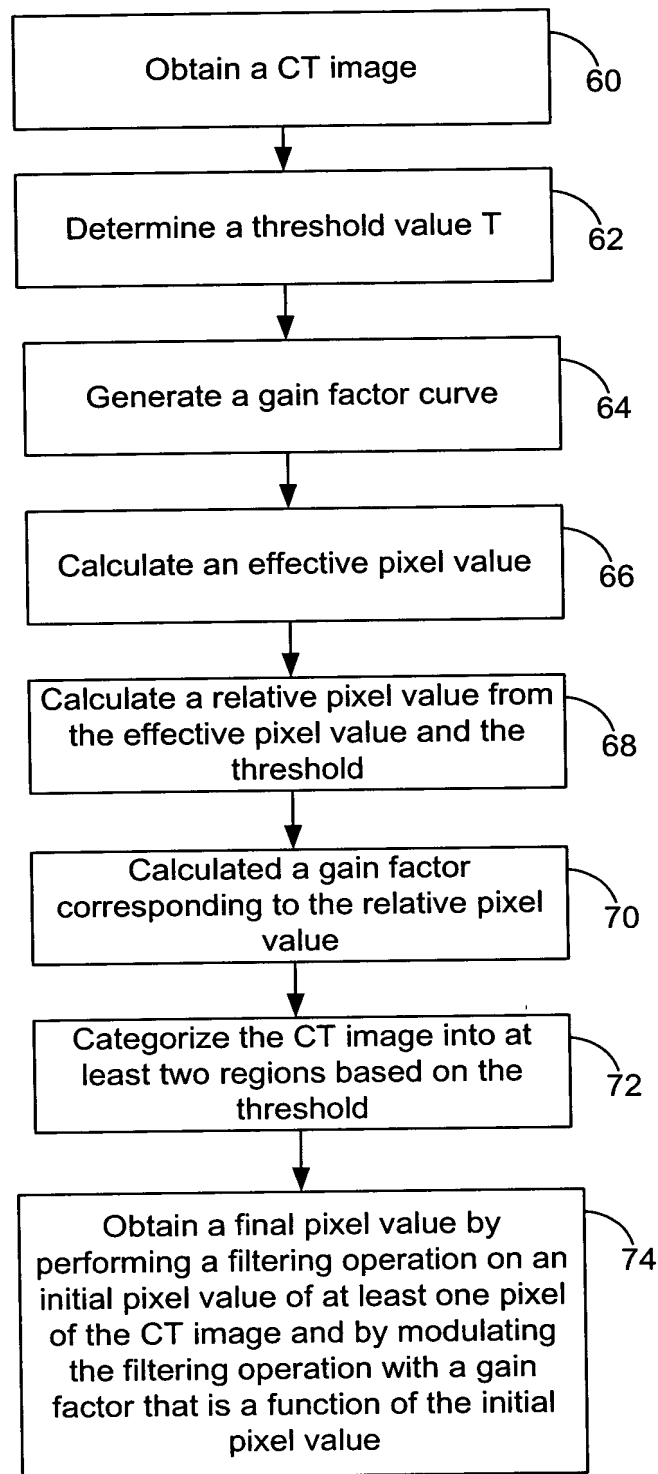 Obtain a CT image
60
Determine a threshold value T
62
Generate a gain factor curve
64
Calculate an effective pixel value
66
Calculate a relative pixel value from
the effective pixel value and the
threshold
68
Calculated a gain factor
corresponding to the relative pixel
value
70
Categorize the CT image into at
least two regions based on the
threshold
72
Obtain a final pixel value by
performing a filtering operation on an
initial pixel value of at least one pixel
of the CT image and by modulating
the filtering operation with a gain
factor that is a function of the initial
pixel value
74